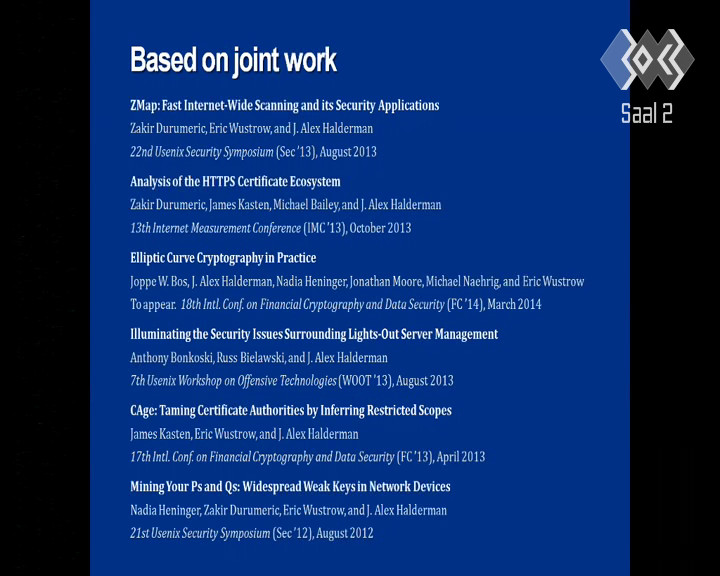 Based on joint work
ZMap: Fast Internet-Wide Scanning and its Security Applications
Zakir Durumeric, Eric Wustrow, and J. Alex Halderman
22nd Usenix Security Symposium (Sec ’13), August 2013
Analysis of the HTTPS Certificate Ecosystem
Zakir Durumeric, James Kasten, Michael Bailey, and J. Alex Halderman
13th Internet Measurement Conference (IMC ’13), October 2013
Elliptic Curve Cryptography in Practice
Joppe W. Bos, J. Alex Halderman, Nadia Heninger, Jonathan Moore, Michael Naehrig, and Eric Wustrow
To appear. 18th Intl. Conf. on Financial Cryptography and Data Security (FC ’14), March 2014
Illuminating the Security Issues Surrounding Lights-Out Server Management
Anthony Bonkoski, Russ Bielawski, and J. Alex Halderman
7th Usenix Workshop on Offensive Technologies (WOOT ’13), August 2013
CAge: Taming Certificate Authorities by Inferring Restricted Scopes
James Kasten, Eric Wustrow, and J. Alex Halderman
17th Intl. Conf. on Financial Cryptography and Data Security (FC ’13), April 2013
Mining Your Ps and Qs: Widespread Weak Keys in Network Devices
Nadia Heninger, Zakir Durumeric, Eric Wustrow, and J. Alex Halderman
21st Usenix Security Symposium (Sec ’12), August 2012
30C3
Saal 2